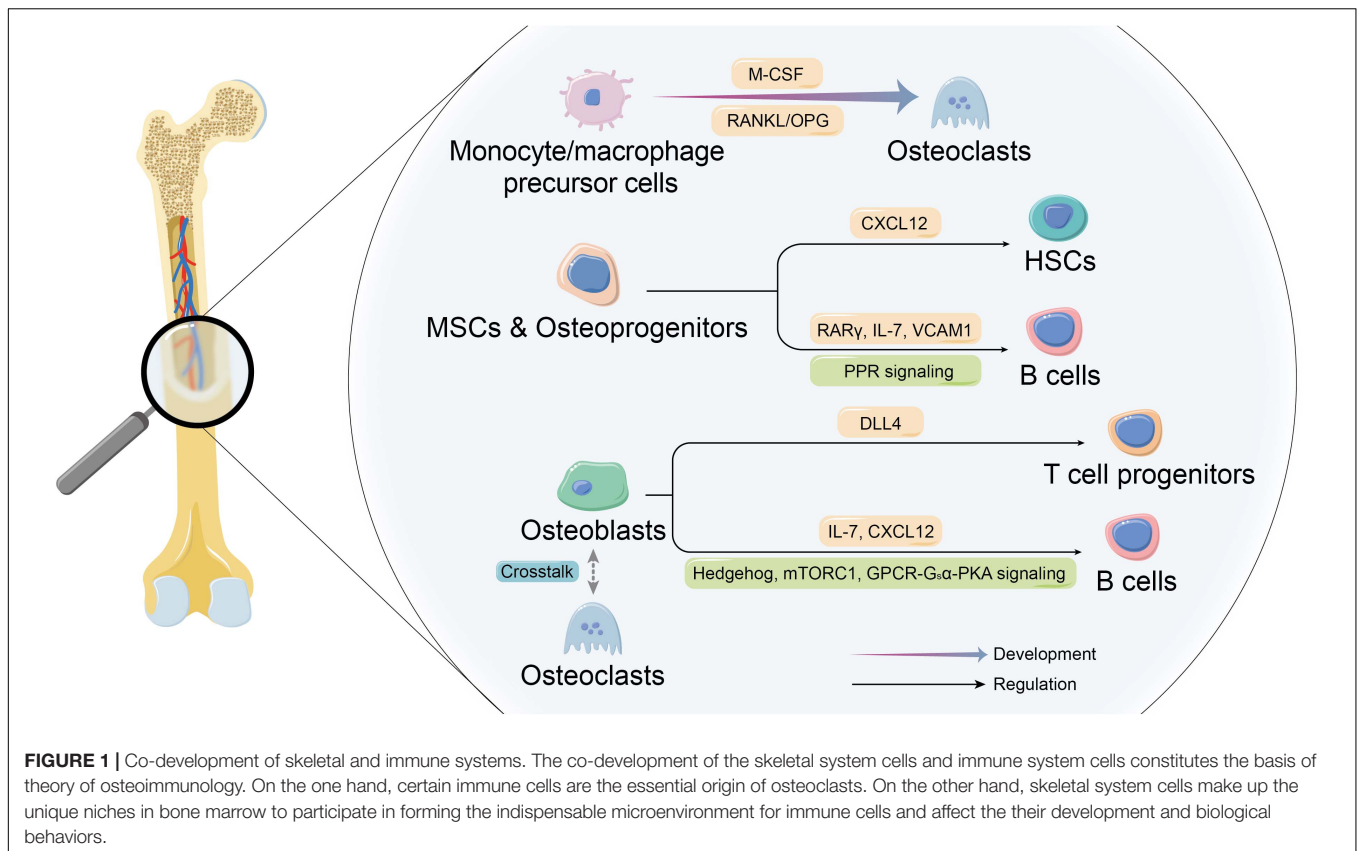 M-CSF
RANKL/OPG
Monocyte/macrophage
precursor cells
Osteoclasts
CXCL12
HSCs
MSCs & Osteoprogenitors
RARγ, IL-7, VCAM1
PPR signaling
B cells
DLL4
T cell progenitors
Osteoblasts
IL-7, CXCL12
Hedgehog, mTORC1, GPCR-Gₛα-PKA signaling
B cells
Crosstalk
Osteoclasts
Development
Regulation
FIGURE 1 | Co-development of skeletal and immune systems. The co-development of the skeletal system cells and immune system cells constitutes the basis of
theory of osteoimmunology. On the one hand, certain immune cells are the essential origin of osteoclasts. On the other hand, skeletal system cells make up the
unique niches in bone marrow to participate in forming the indispensable microenvironment for immune cells and affect the their development and biological
behaviors.